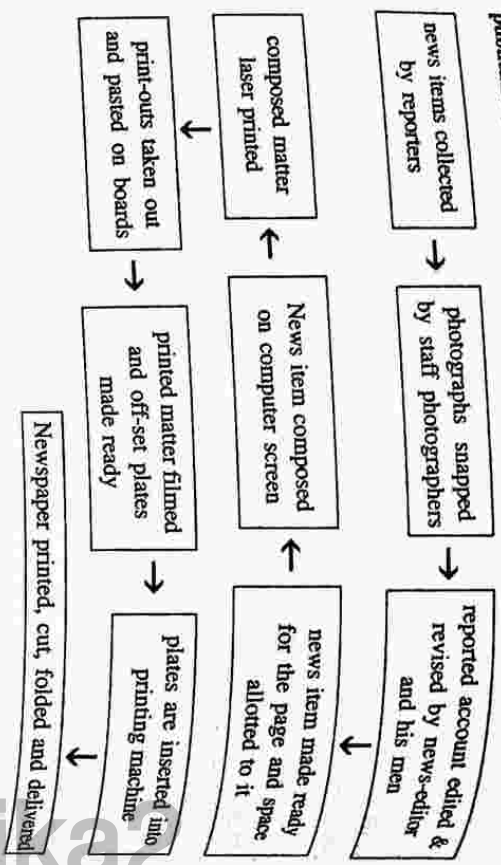 news items collected
by reporters
photographs snapped
by staff photographers
reported account edited &
revised by news-editor
and his men
news item made ready
for the page and space
allotted to it
News item composed
on computer screen
composed matter
laser printed
print-outs taken out
and pasted on boards
printed matter filmed
and off-set plates
made ready
plates are inserted into
printing machine
Newspaper printed, cut, folded and delivered